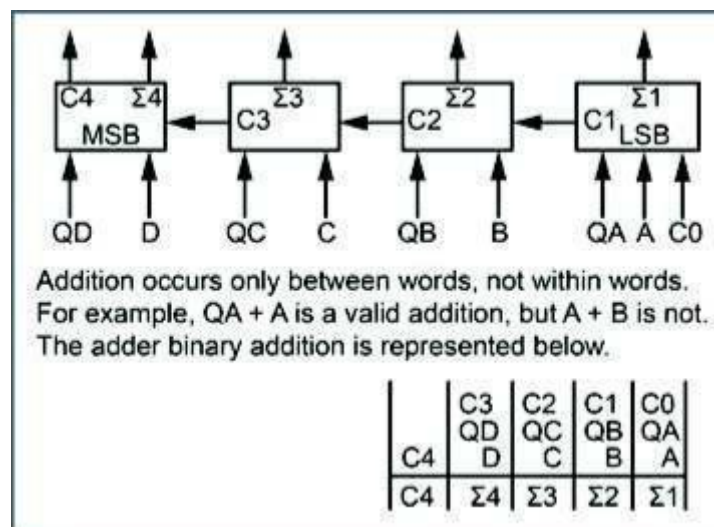 C4 Σ4 Σ3 Σ2 Σ1
MSB C3 C2 C1 LSB
QD D QC C QB B QA A C0
Addition occurs only between words, not within words.
For example, QA + A is a valid addition, but A + B is not.
The adder binary addition is represented below.
C3 C2 C1 C0
QD QC QB QA
C4 D C B A
C4 Σ4 Σ3 Σ2 Σ1